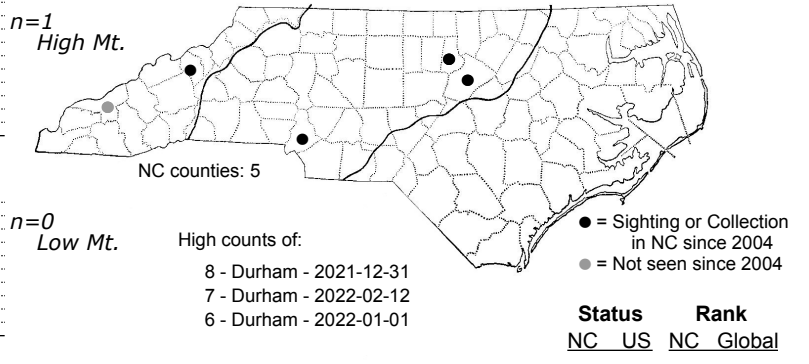 n=1
High Mt.
NC counties: 5
n=0
Low Mt.
High counts of:
8 - Durham - 2021-12-31
7 - Durham - 2022-02-12
6 - Durham - 2022-01-01
● = Sighting or Collection
in NC since 2004
● = Not seen since 2004
Status Rank
NC US NC Global